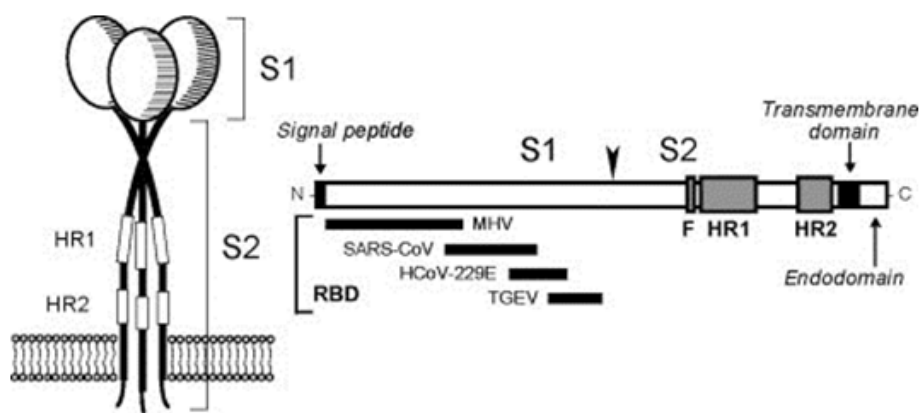 S1
S2
HR1
HR2
Signal peptide
Transmembrane
domain
S1
S2
N
C
F
HR1
HR2
MHV
SARS-CoV
HCoV-229E
TGEV
RBD
Endodomain